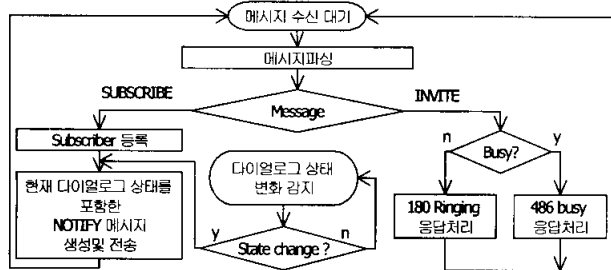 메시지 수신 대기
메시지파싱
SUBSCRIBE
Message
INVITE
Subscriber 등록
다이얼로그 상태
변화 감지
n
Busy?
y
현재 다이얼로그 상태를
포함한
NOTIFY 메시지
생성및 전송
180 Ringing
응답처리
486 busy
응답처리
y
State change ?
n